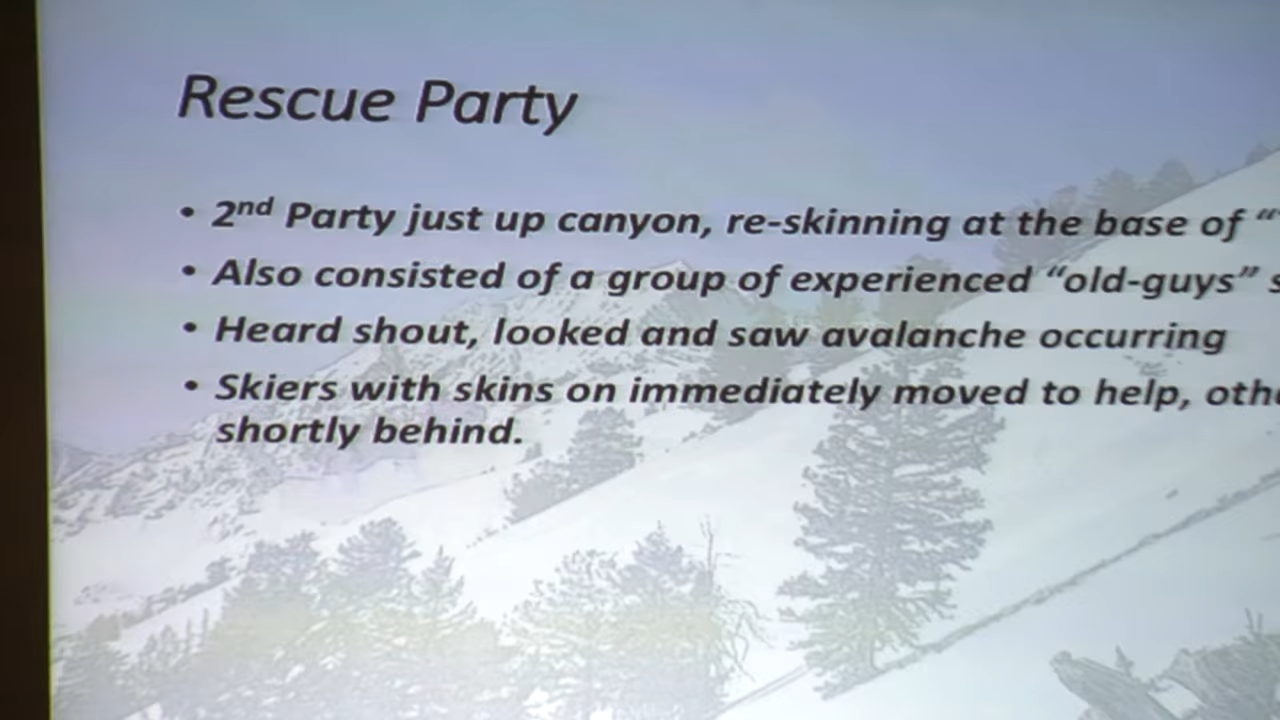 Rescue Party
• 2nd Party just up canyon, re-skinning at the base of “
• Also consisted of a group of experienced “old-guys”
• Heard shout, looked and saw avalanche occurring
• Skiers with skins on immediately moved to help,
shortly behind.